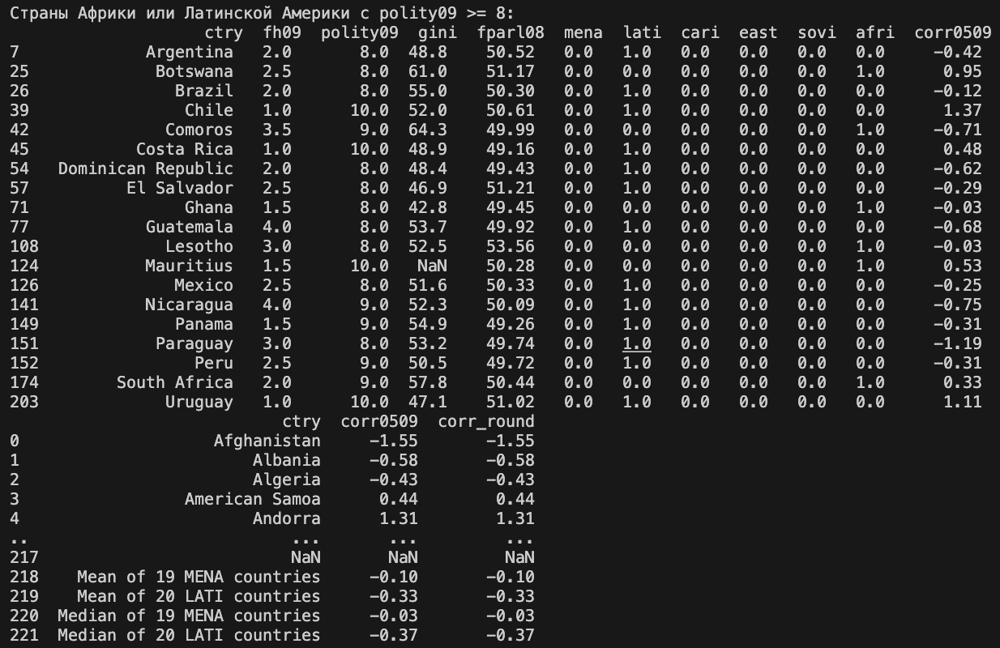 Страны Африки или Латинской Америки с polity09 >= 8:
ctry fh09 polity09 gini fparl08 mena lati cari east sovi afri corr0509
7 Argentina 2.0 8.0 48.8 50.52 0.0 1.0 0.0 0.0 0.0 0.0 -0.42
25 Botswana 2.5 8.0 61.0 51.17 0.0 0.0 0.0 0.0 0.0 1.0 0.95
26 Brazil 2.0 8.0 55.0 50.30 0.0 1.0 0.0 0.0 0.0 0.0 -0.12
39 Chile 1.0 10.0 52.0 50.61 0.0 1.0 0.0 0.0 0.0 0.0 1.37
42 Comoros 3.5 9.0 64.3 49.99 0.0 0.0 0.0 0.0 0.0 1.0 -0.71
45 Costa Rica 1.0 10.0 48.9 49.16 0.0 1.0 0.0 0.0 0.0 0.0 0.48
54 Dominican Republic 2.0 8.0 48.4 49.43 0.0 1.0 0.0 0.0 0.0 0.0 -0.62
57 El Salvador 2.5 8.0 46.9 51.21 0.0 1.0 0.0 0.0 0.0 0.0 -0.29
71 Ghana 1.5 8.0 42.8 49.45 0.0 0.0 0.0 0.0 0.0 1.0 -0.03
77 Guatemala 4.0 8.0 53.7 49.92 0.0 1.0 0.0 0.0 0.0 0.0 -0.68
108 Lesotho 3.0 8.0 52.5 53.56 0.0 0.0 0.0 0.0 0.0 1.0 -0.03
124 Mauritius 1.5 10.0 NaN 50.28 0.0 0.0 0.0 0.0 0.0 1.0 0.53
126 Mexico 2.5 8.0 51.6 50.33 0.0 1.0 0.0 0.0 0.0 0.0 -0.25
141 Nicaragua 4.0 9.0 52.3 50.09 0.0 1.0 0.0 0.0 0.0 0.0 -0.75
149 Panama 1.5 9.0 54.9 49.26 0.0 1.0 0.0 0.0 0.0 0.0 -0.31
151 Paraguay 3.0 8.0 53.2 49.74 0.0 1.0 0.0 0.0 0.0 0.0 -1.19
152 Peru 2.5 9.0 50.5 49.72 0.0 1.0 0.0 0.0 0.0 0.0 -0.31
174 South Africa 2.0 9.0 57.8 50.44 0.0 0.0 0.0 0.0 0.0 1.0 0.33
203 Uruguay 1.0 10.0 47.1 51.02 0.0 1.0 0.0 0.0 0.0 0.0 1.11
ctry corr0509 corr_round
0 Afghanistan -1.55 -1.55
1 Albania -0.58 -0.58
2 Algeria -0.43 -0.43
3 American Samoa 0.44 0.44
4 Andorra 1.31 1.31
.. ... ... ...
217 NaN NaN NaN
218 Mean of 19 MENA countries -0.10 -0.10
219 Mean of 20 LATI countries -0.33 -0.33
220 Median of 19 MENA countries -0.03 -0.03
221 Median of 20 LATI countries -0.37 -0.37